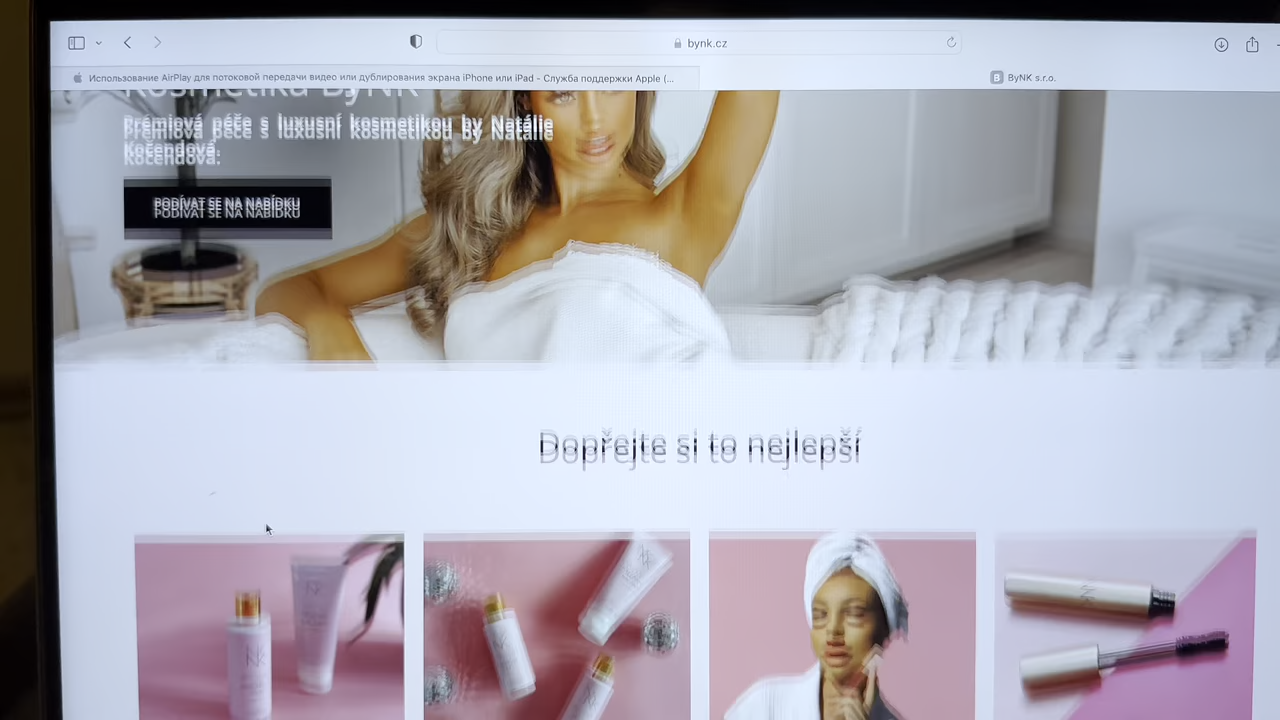 bynk.cz
Использование AirPlay для потоковой передачи видео или дублирования экрана iPhone или iPad - Служба поддержки Apple (...
B ByNK s.r.o.
Kosmetika ByNK
Prémiová péče s luxusní kosmetikou by Natálie
Kočendová.
PODÍVAT SE NA NABÍDKU
Dopřejte si to nejlepší
NK